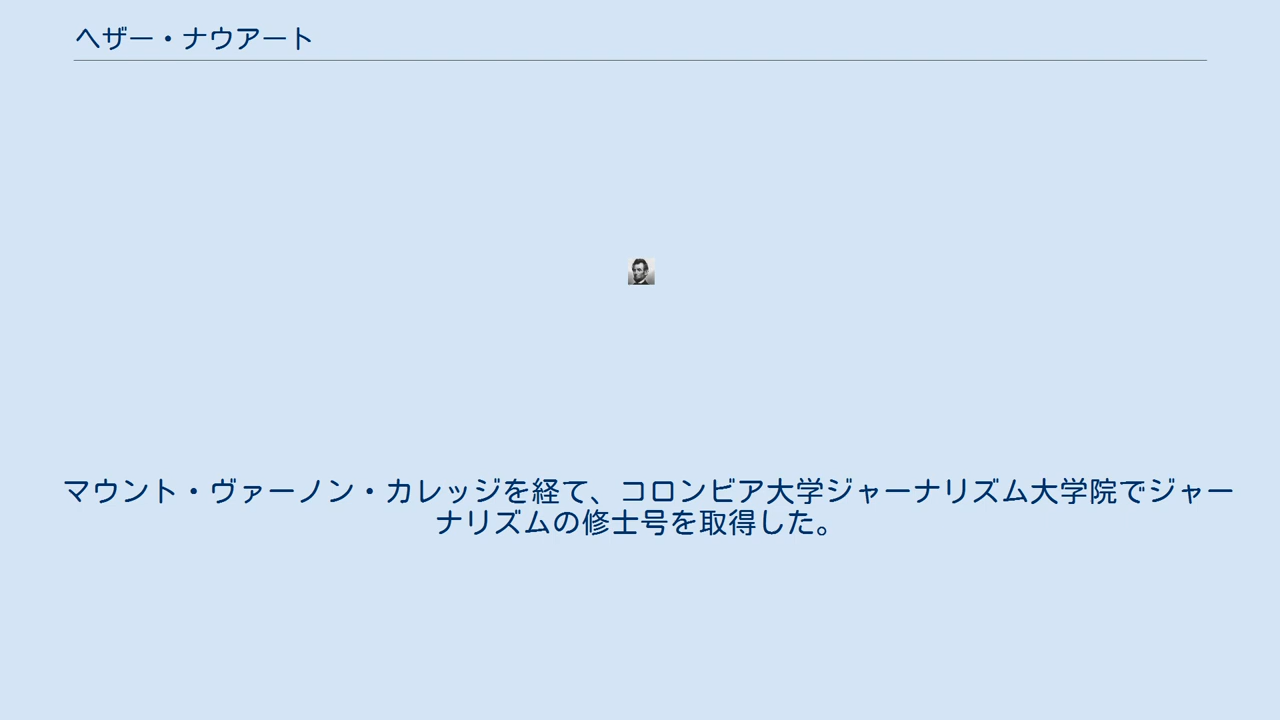 ヘザー・ナウアート
マウント・ヴァーノン・カレッジを経て、コロンビア大学ジャーナリズム大学院でジャー
ナリズムの修士号を取得した。